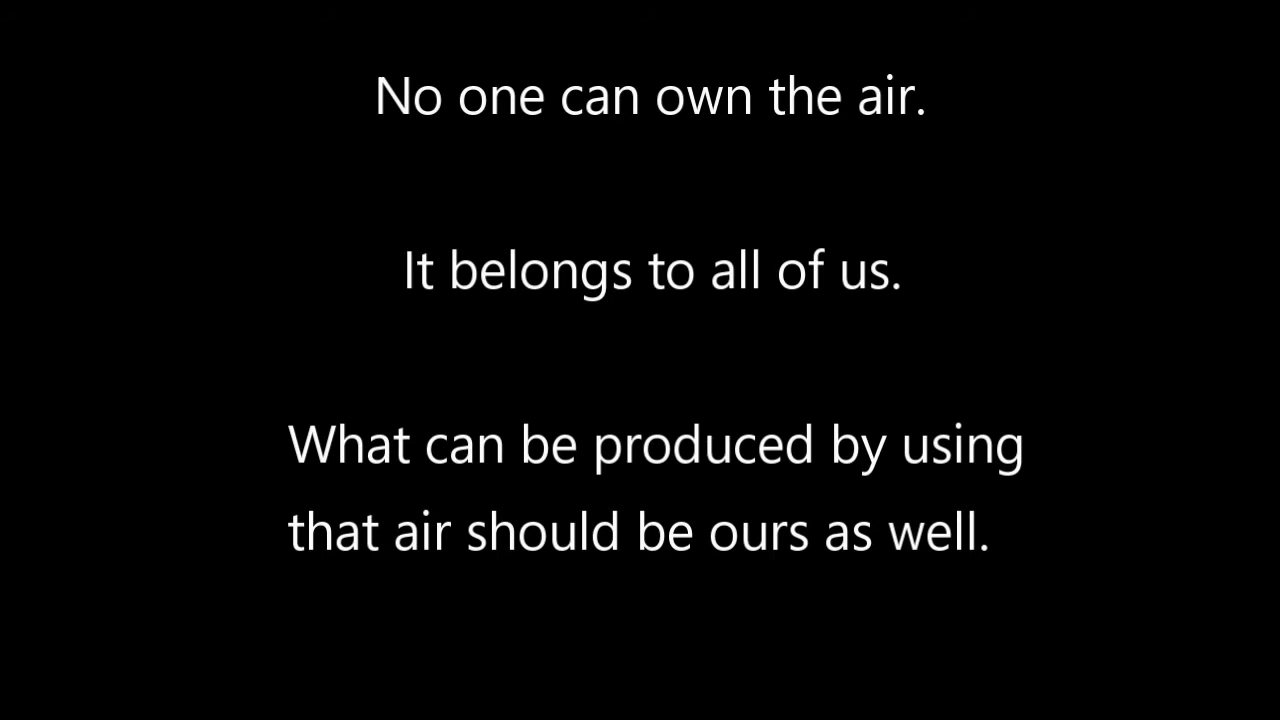 No one can own the air.
It belongs to all of us.
What can be produced by using
that air should be ours as well.